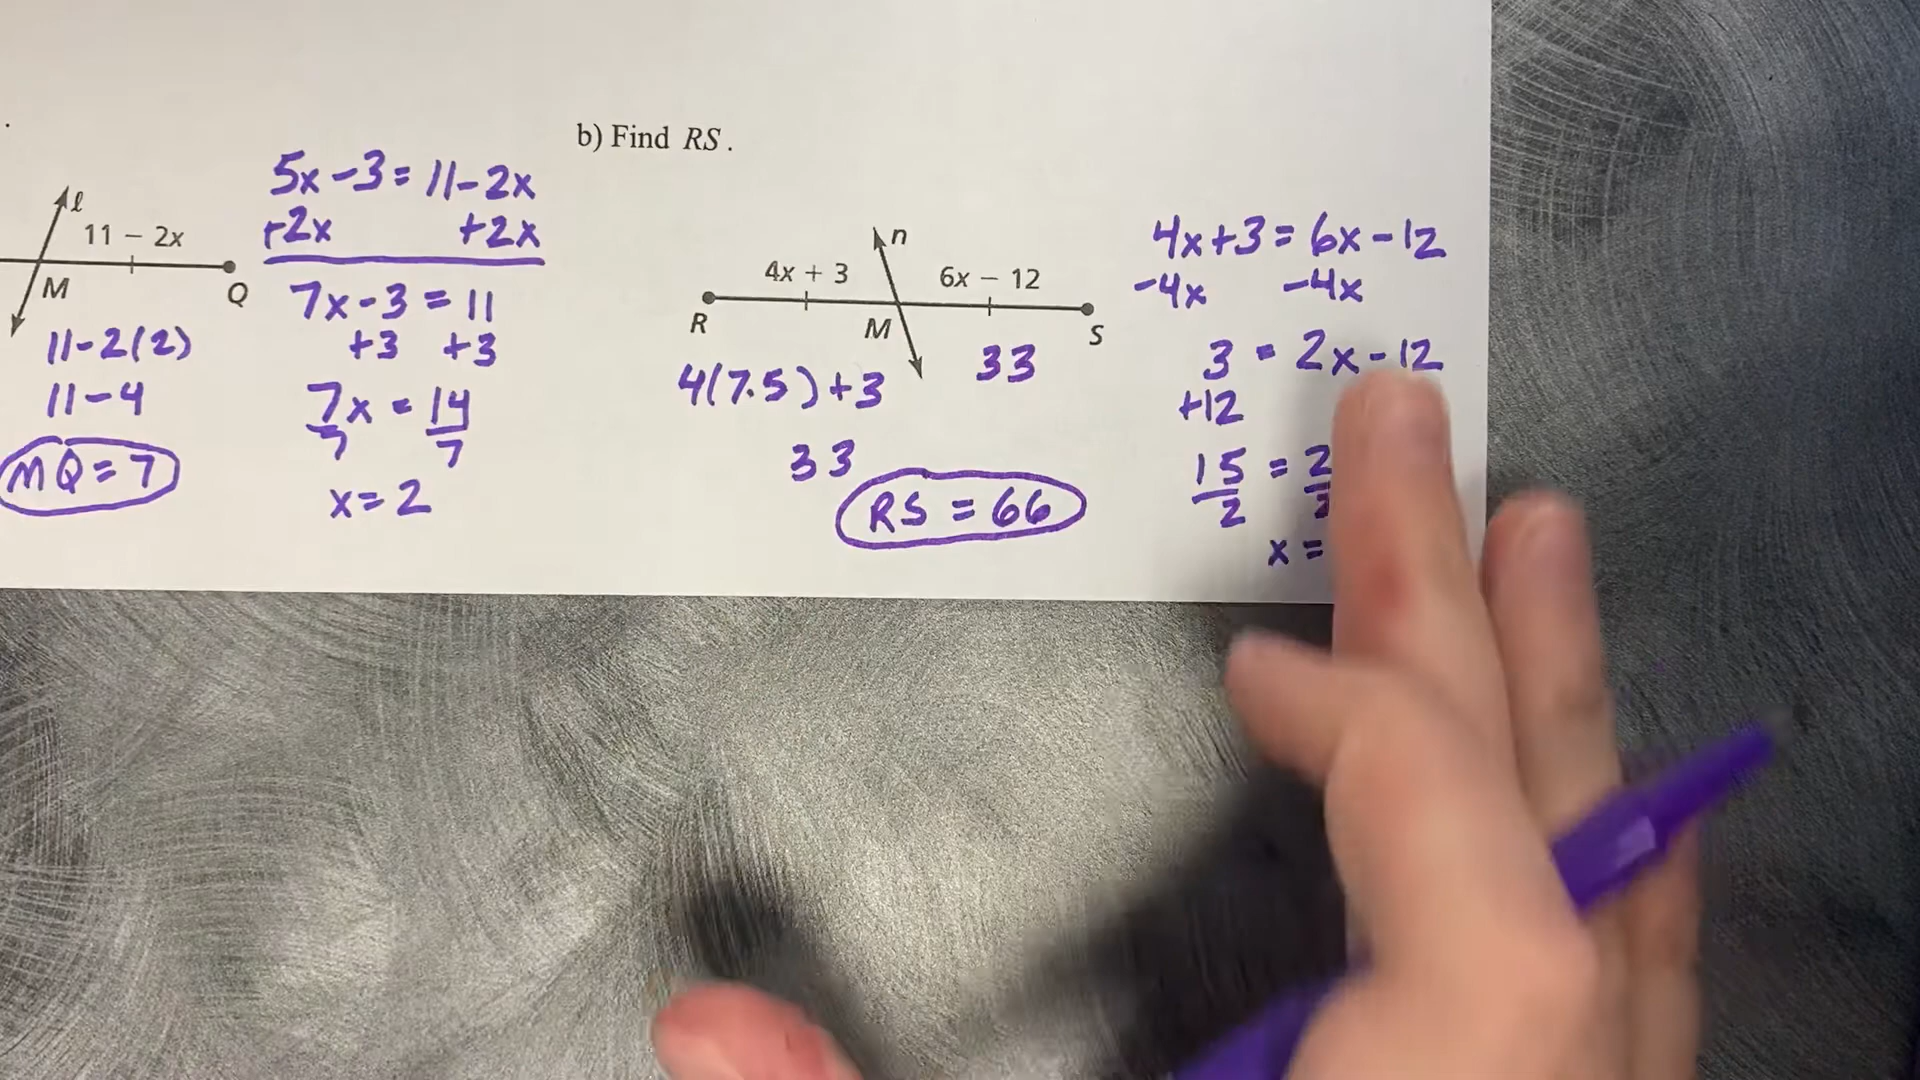 5x-3=11-2x
+2x +2x
ℓ
11 − 2x
M
Q
7x-3=11
+3 +3
11-2(2)
11-4
7x=14
7 7
MQ=7
x=2
b) Find RS.
n
4x + 3
6x − 12
R
M
S
4(7.5)+3
33
33
RS=66
4x+3=6x-12
-4x -4x
3=2x-12
+12
15=2
2 2
x=